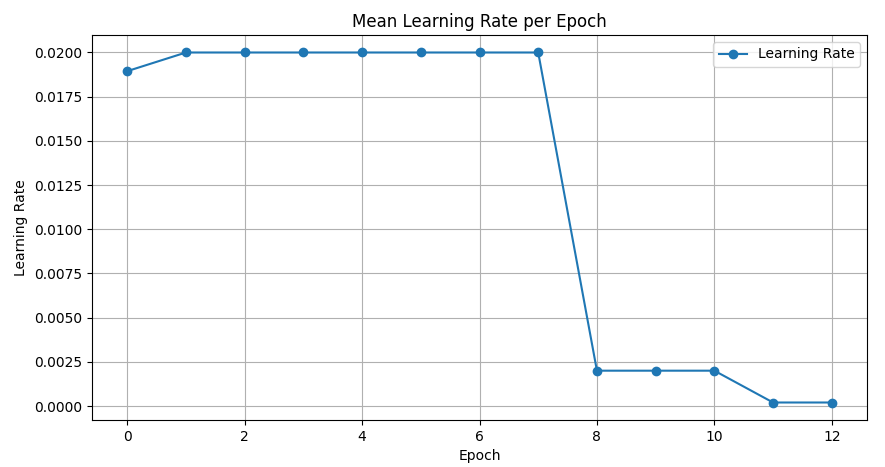 Mean Learning Rate per Epoch
Learning Rate
0.0200
0.0175
0.0150
0.0125
0.0100
0.0075
0.0050
0.0025
0.0000
Learning Rate
0 2 4 6 8 10 12
Epoch